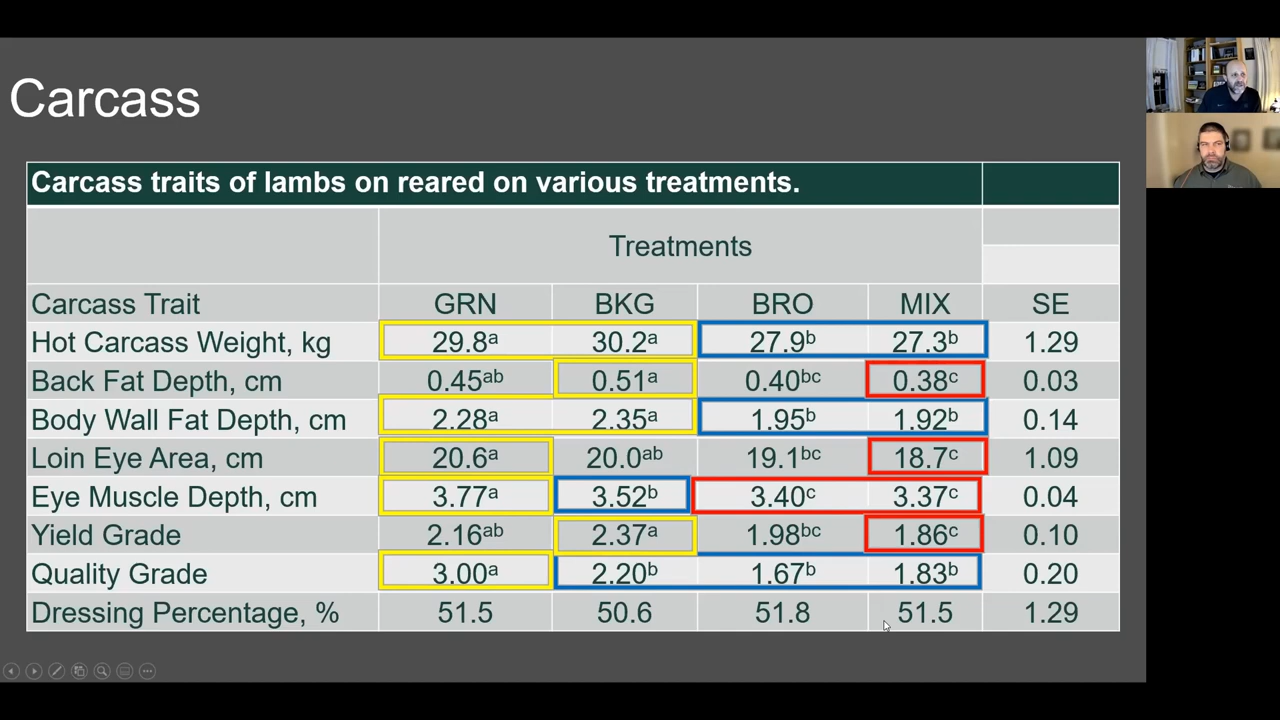 Carcass
Carcass traits of lambs on reared on various treatments.
Treatments
Carcass Trait GRN BKG BRO MIX SE
Hot Carcass Weight, kg 29.8ᵃ 30.2ᵃ 27.9ᵇ 27.3ᵇ 1.29
Back Fat Depth, cm 0.45ᵃᵇ 0.51ᵃ 0.40ᵇᶜ 0.38ᶜ 0.03
Body Wall Fat Depth, cm 2.28ᵃ 2.35ᵃ 1.95ᵇ 1.92ᵇ 0.14
Loin Eye Area, cm 20.6ᵃ 20.0ᵃᵇ 19.1ᵇᶜ 18.7ᶜ 1.09
Eye Muscle Depth, cm 3.77ᵃ 3.52ᵇ 3.40ᶜ 3.37ᶜ 0.04
Yield Grade 2.16ᵃᵇ 2.37ᵃ 1.98ᵇᶜ 1.86ᶜ 0.10
Quality Grade 3.00ᵃ 2.20ᵇ 1.67ᵇ 1.83ᵇ 0.20
Dressing Percentage, % 51.5 50.6 51.8 51.5 1.29